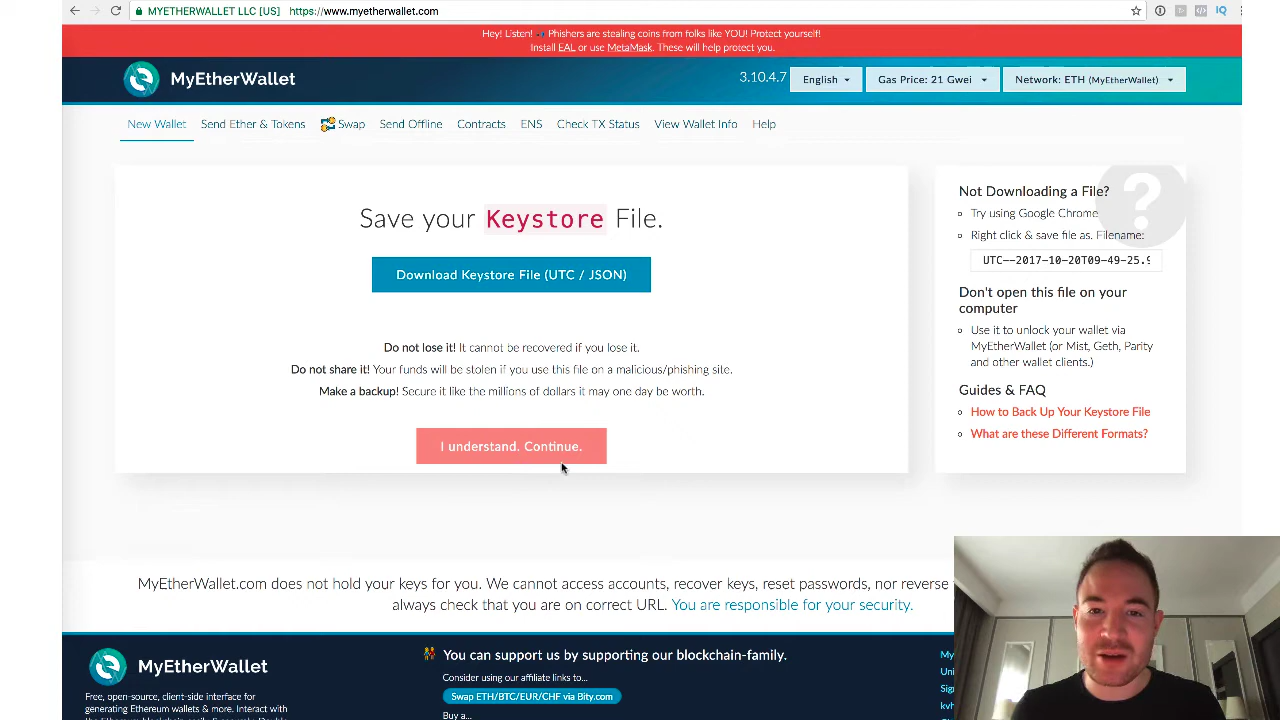 MYETHERWALLET LLC [US] https://www.myetherwallet.com
Hey! Listen! Phishers are stealing coins from folks like YOU! Protect yourself!
Install EAL or use MetaMask. These will help protect you.
MyEtherWallet
3.10.4.7 English Gas Price: 21 Gwei Network: ETH (MyEtherWallet)
New Wallet Send Ether & Tokens Swap Send Offline Contracts ENS Check TX Status View Wallet Info Help
Save your Keystore File.
Download Keystore File (UTC / JSON)
Do not lose it! It cannot be recovered if you lose it.
Do not share it! Your funds will be stolen if you use this file on a malicious/phishing site.
Make a backup! Secure it like the millions of dollars it may one day be worth.
I understand. Continue.
Not Downloading a File?
Try using Google Chrome
Right click & save file as. Filename:
UTC--2017-10-20T09-49-25.9
Don't open this file on your
computer
Use it to unlock your wallet via
MyEtherWallet (or Mist, Geth, Parity
and other wallet clients.)
Guides & FAQ
How to Back Up Your Keystore File
What are these Different Formats?
MyEtherWallet.com does not hold your keys for you. We cannot access accounts, recover keys, reset passwords, nor reverse
always check that you are on correct URL. You are responsible for your security.
MyEtherWallet
Free, open-source, client-side interface for
generating Ethereum wallets & more. Interact with
You can support us by supporting our blockchain-family.
Consider using our affiliate links to...
Swap ETH/BTC/EUR/CHF via Bity.com
Buy a...
My
Uni
Sig
kvh